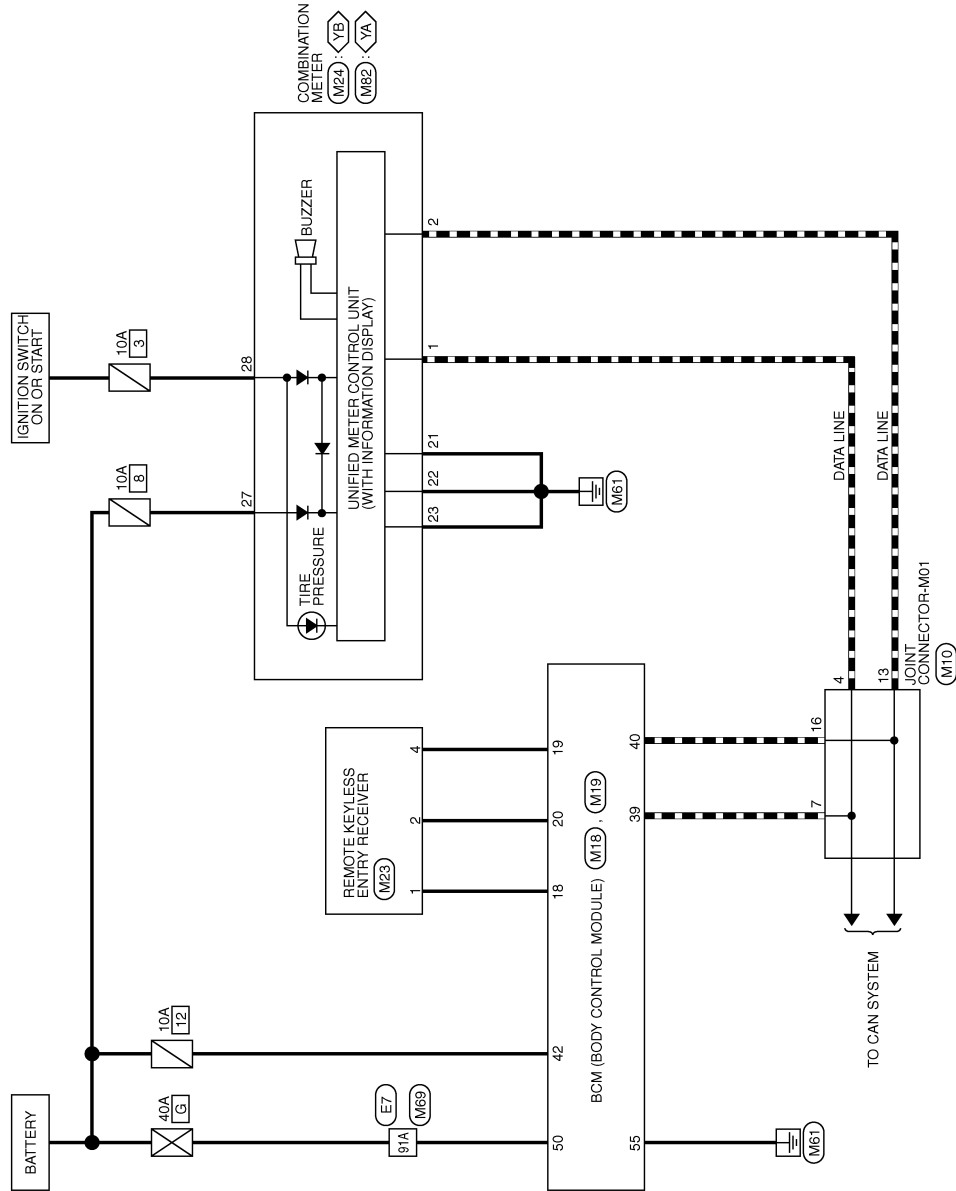 BATTERY
40A
G
91A
E7
M69
50
55
M61
10A
12
42
BCM (BODY CONTROL MODULE) M18 , M19
REMOTE KEYLESS
ENTRY RECEIVER
M23
1
2
4
18
20
19
39
40
7
16
4
13
JOINT
CONNECTOR-M01
M10
TO CAN SYSTEM
DATA LINE
DATA LINE
IGNITION SWITCH
ON OR START
10A
3
10A
8
27
28
TIRE
PRESSURE
BUZZER
UNIFIED METER CONTROL UNIT
(WITH INFORMATION DISPLAY)
COMBINATION
METER
M24 : YB
M82 : YA
23
22
21
1
2
M61